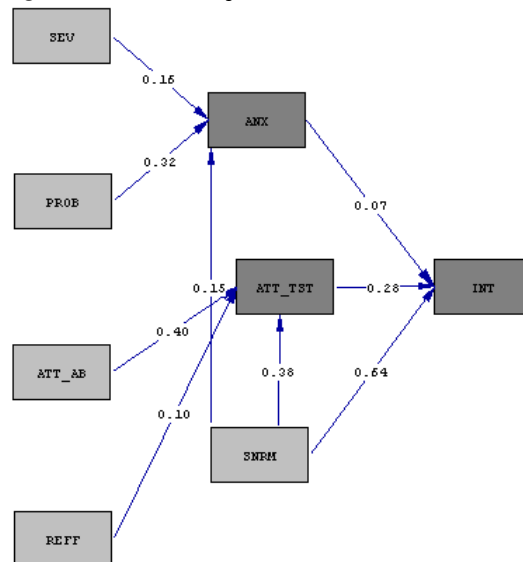 SEV
0.15
ANX
0.32
PROB
0.07
0.15
ATT_TST
0.28
INT
0.40
ATT_AB
0.38
0.64
0.10
SNRM
REFF